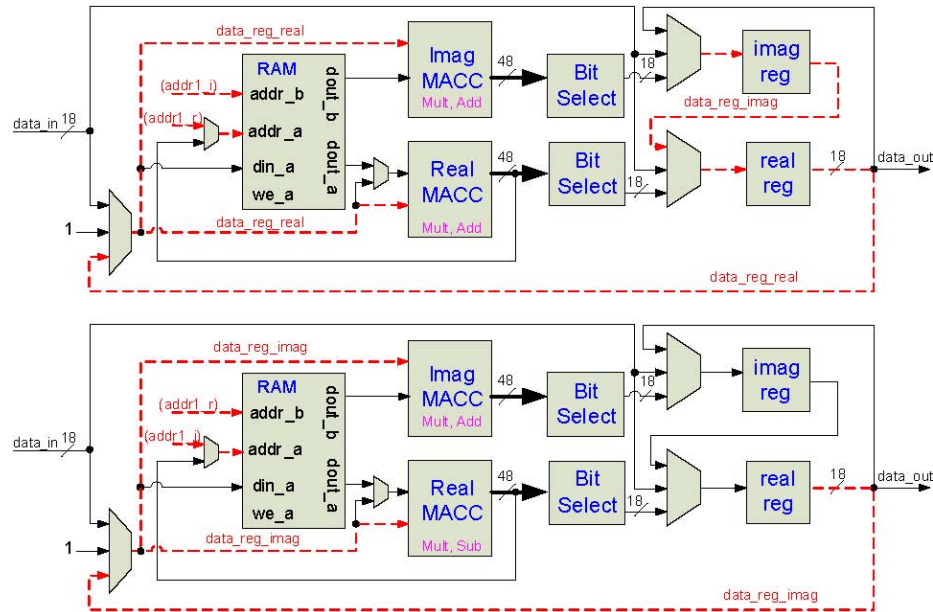 data_reg_real
RAM
(addr1_i)
addr_b
(addr1_r)
addr_a
din_a
we_a
dout_b
dout_a
data_in
18
1
data_reg_real
Imag
MACC
Mult, Add
48
Bit
Select
18
imag
reg
data_reg_imag
Real
MACC
Mult, Add
48
Bit
Select
18
real
reg
18
data_out
data_reg_real
data_reg_imag
RAM
(addr1_r)
addr_b
(addr1_i)
addr_a
din_a
we_a
dout_b
dout_a
data_in
18
1
data_reg_imag
Imag
MACC
Mult, Add
48
Bit
Select
18
imag
reg
Real
MACC
Mult, Sub
48
Bit
Select
18
real
reg
18
data_out
data_reg_imag